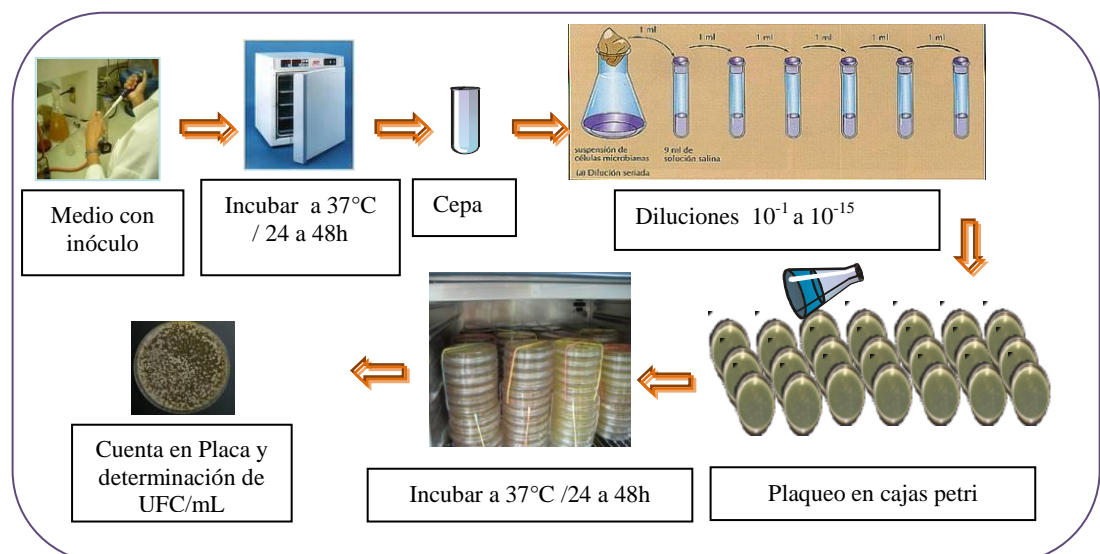 1 ml
1 ml
1 ml
1 ml
1 ml
1 ml
suspensión de
células microbianas
9 ml de
solución salina
(a) Dilución seriada
Medio con
inóculo
Incubar a 37°C
/ 24 a 48h
Cepa
Diluciones 10⁻¹ a 10⁻¹⁵
Cuenta en Placa y
determinación de
UFC/mL
Incubar a 37°C /24 a 48h
Plaqueo en cajas petri